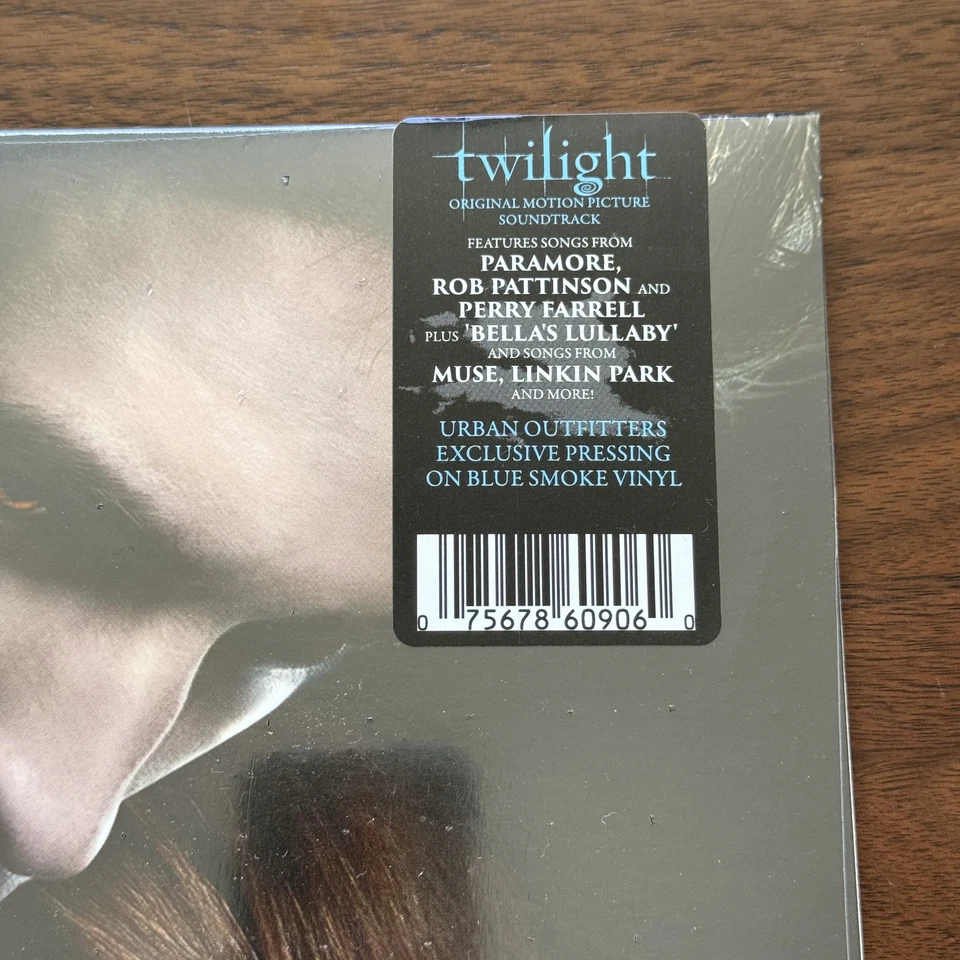 twilight
ORIGINAL MOTION PICTURE
SOUNDTRACK
FEATURES SONGS FROM
PARAMORE,
ROB PATTINSON AND
PERRY FARRELL
PLUS 'BELLA'S LULLABY'
AND SONGS FROM
MUSE, LINKIN PARK
AND MORE!
URBAN OUTFITTERS
EXCLUSIVE PRESSING
ON BLUE SMOKE VINYL
0 75678 60906 0